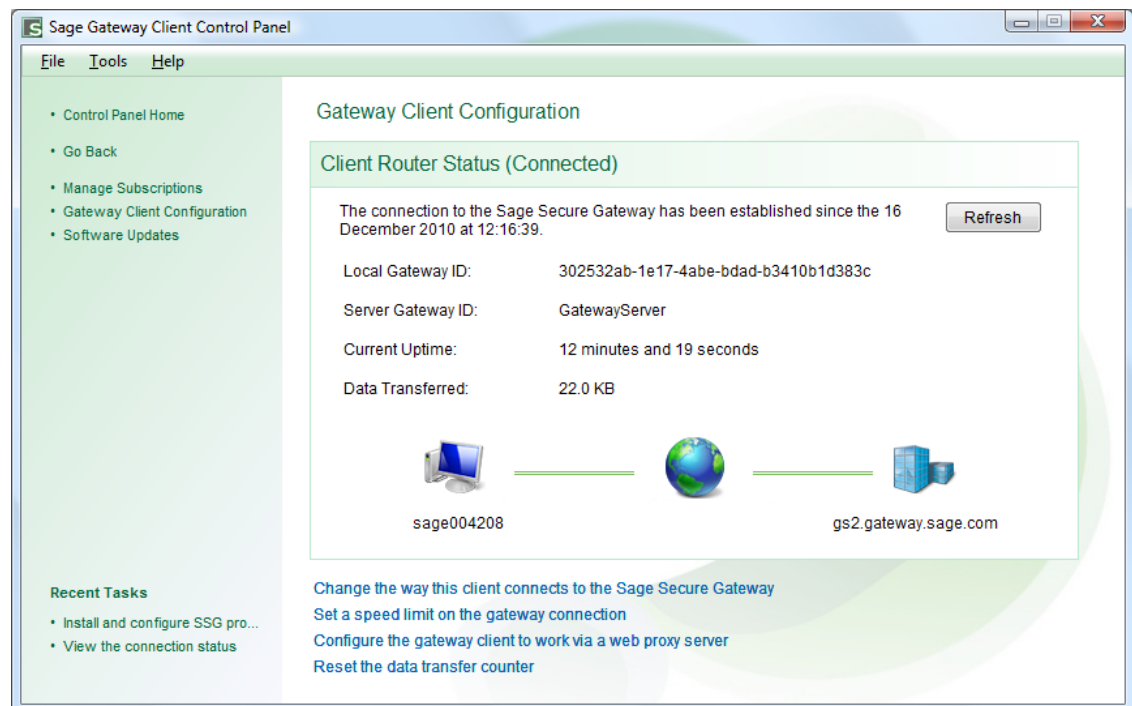 Sage Gateway Client Control Panel
File Tools Help
• Control Panel Home
• Go Back
• Manage Subscriptions
• Gateway Client Configuration
• Software Updates
Gateway Client Configuration
Client Router Status (Connected)
The connection to the Sage Secure Gateway has been established since the 16
December 2010 at 12:16:39.
Refresh
Local Gateway ID: 302532ab-1e17-4abe-bdad-b3410b1d383c
Server Gateway ID: GatewayServer
Current Uptime: 12 minutes and 19 seconds
Data Transferred: 22.0 KB
sage004208 gs2.gateway.sage.com
Recent Tasks
• Install and configure SSG pro...
• View the connection status
Change the way this client connects to the Sage Secure Gateway
Set a speed limit on the gateway connection
Configure the gateway client to work via a web proxy server
Reset the data transfer counter